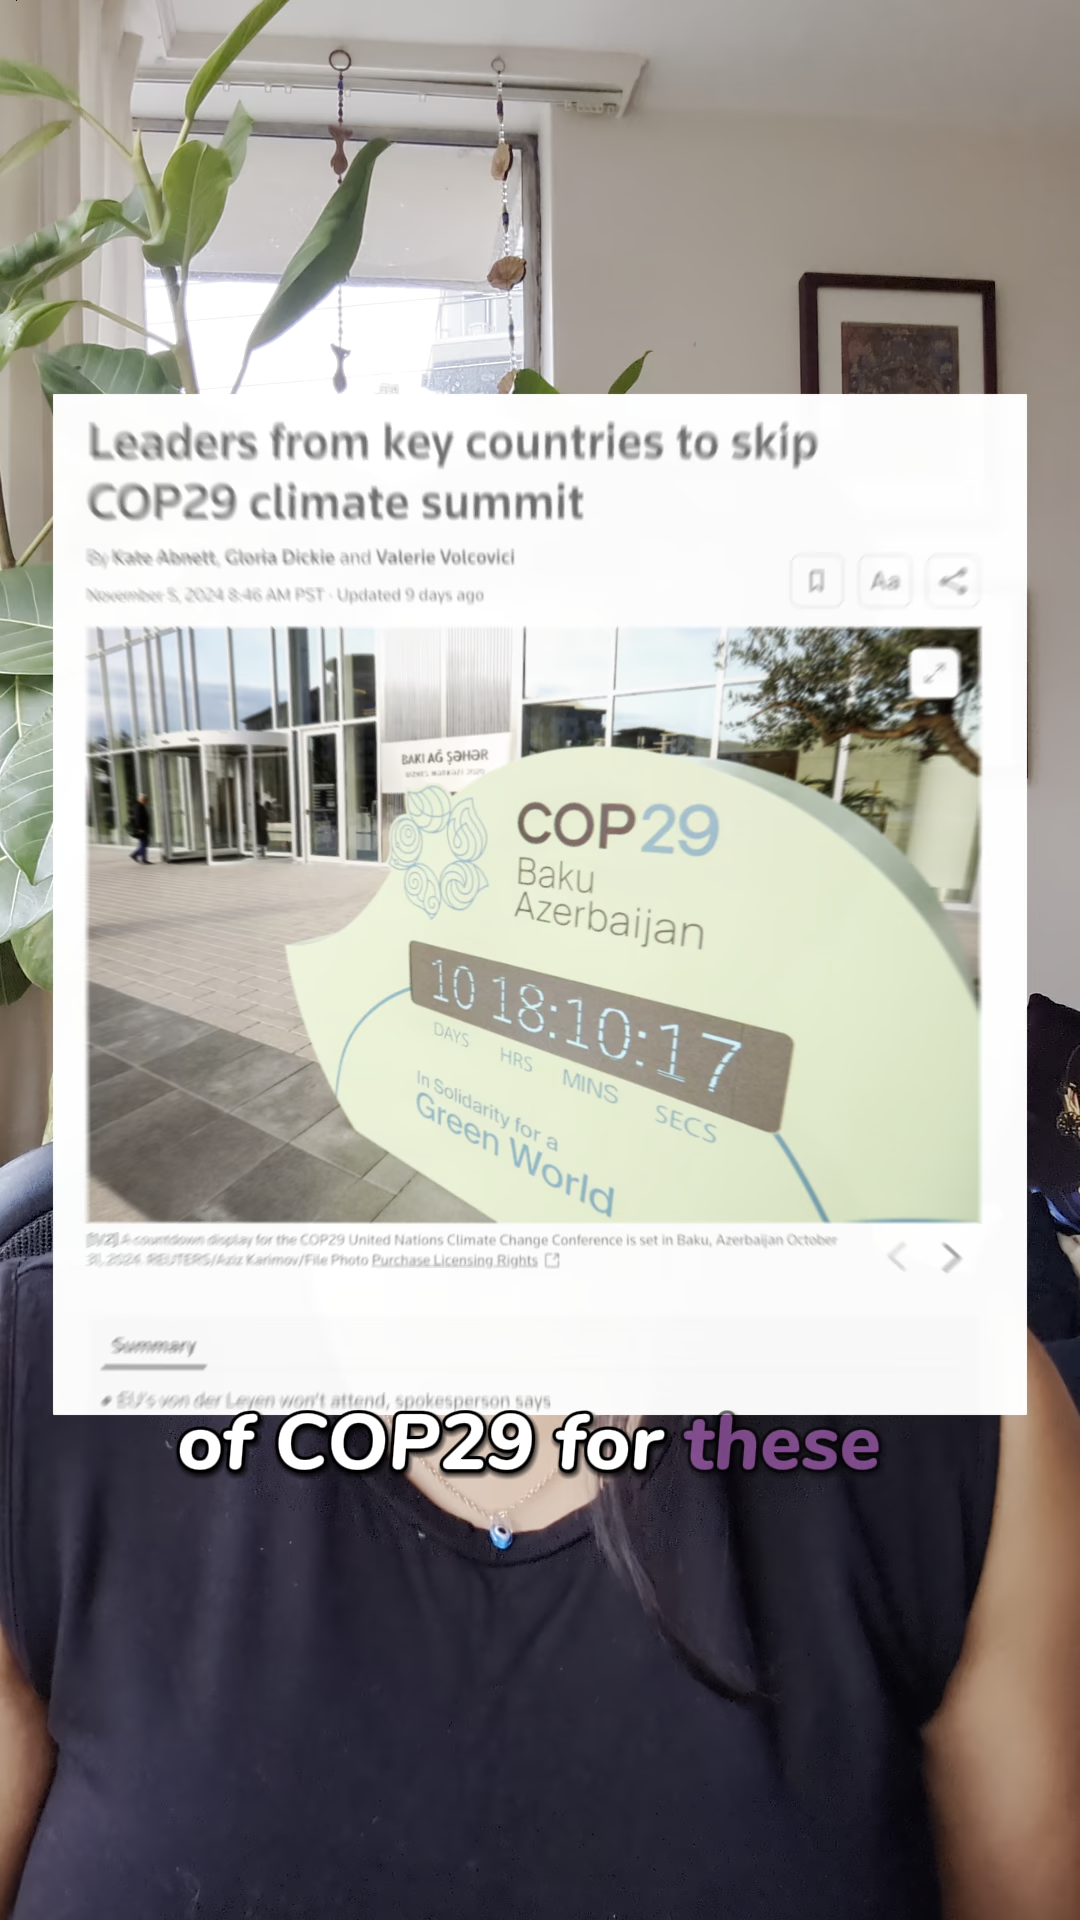 Leaders from key countries to skip
COP29 climate summit
By Kate Abnett, Gloria Dickie and Valerie Volcovici
November 5, 2024 8:46 AM PST · Updated 9 days ago
Aa
BAKI AĞ ŞƏHƏR
COP29
Baku
Azerbaijan
10 18:10:17
DAYS HRS MINS SECS
In Solidarity for a
Green World
[1/2] A countdown display for the COP29 United Nations Climate Change Conference is set in Baku, Azerbaijan October
31, 2024. REUTERS/Aziz Karimov/File Photo Purchase Licensing Rights
Summary
• EU's von der Leyen won't attend, spokesperson says
of COP29 for these